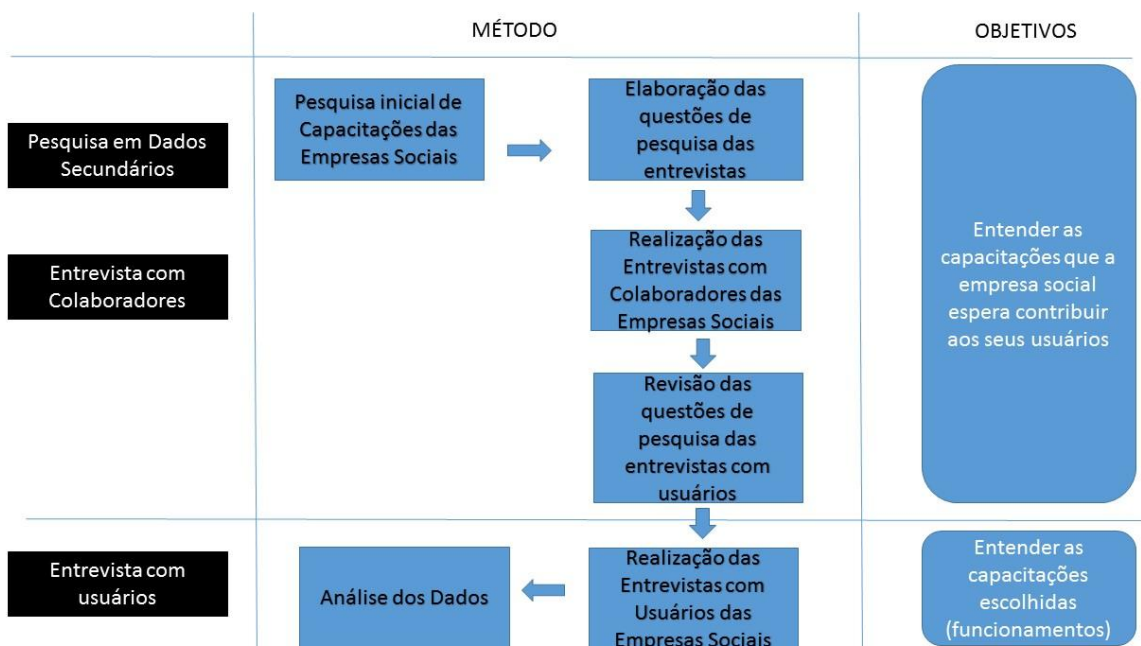 MÉTODO
OBJETIVOS
Pesquisa em Dados
Secundários
Pesquisa inicial de
Capacitações das
Empresas Sociais
Elaboração das
questões de
pesquisa das
entrevistas
Entrevista com
Colaboradores
Realização das
Entrevistas com
Colaboradores das
Empresas Sociais
Revisão das
questões de
pesquisa das
entrevistas com
usuários
Entender as
capacitações que a
empresa social
espera contribuir
aos seus usuários
Entrevista com
usuários
Análise dos Dados
Realização das
Entrevistas com
Usuários das
Empresas Sociais
Entender as
capacitações
escolhidas
(funcionamentos)